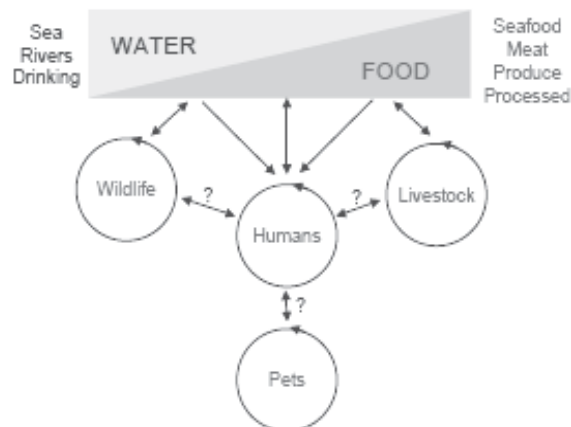 Sea
Rivers
Drinking
WATER
FOOD
Seafood
Meat
Produce
Processed
Wildlife
?
Humans
?
Livestock
?
Pets